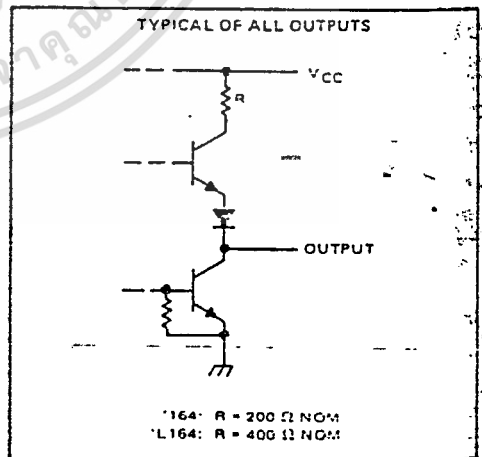 TYPICAL OF ALL OUTPUTS
VCC
R
OUTPUT
'164: R = 200 Ω NOM
'L164: R = 400 Ω NOM